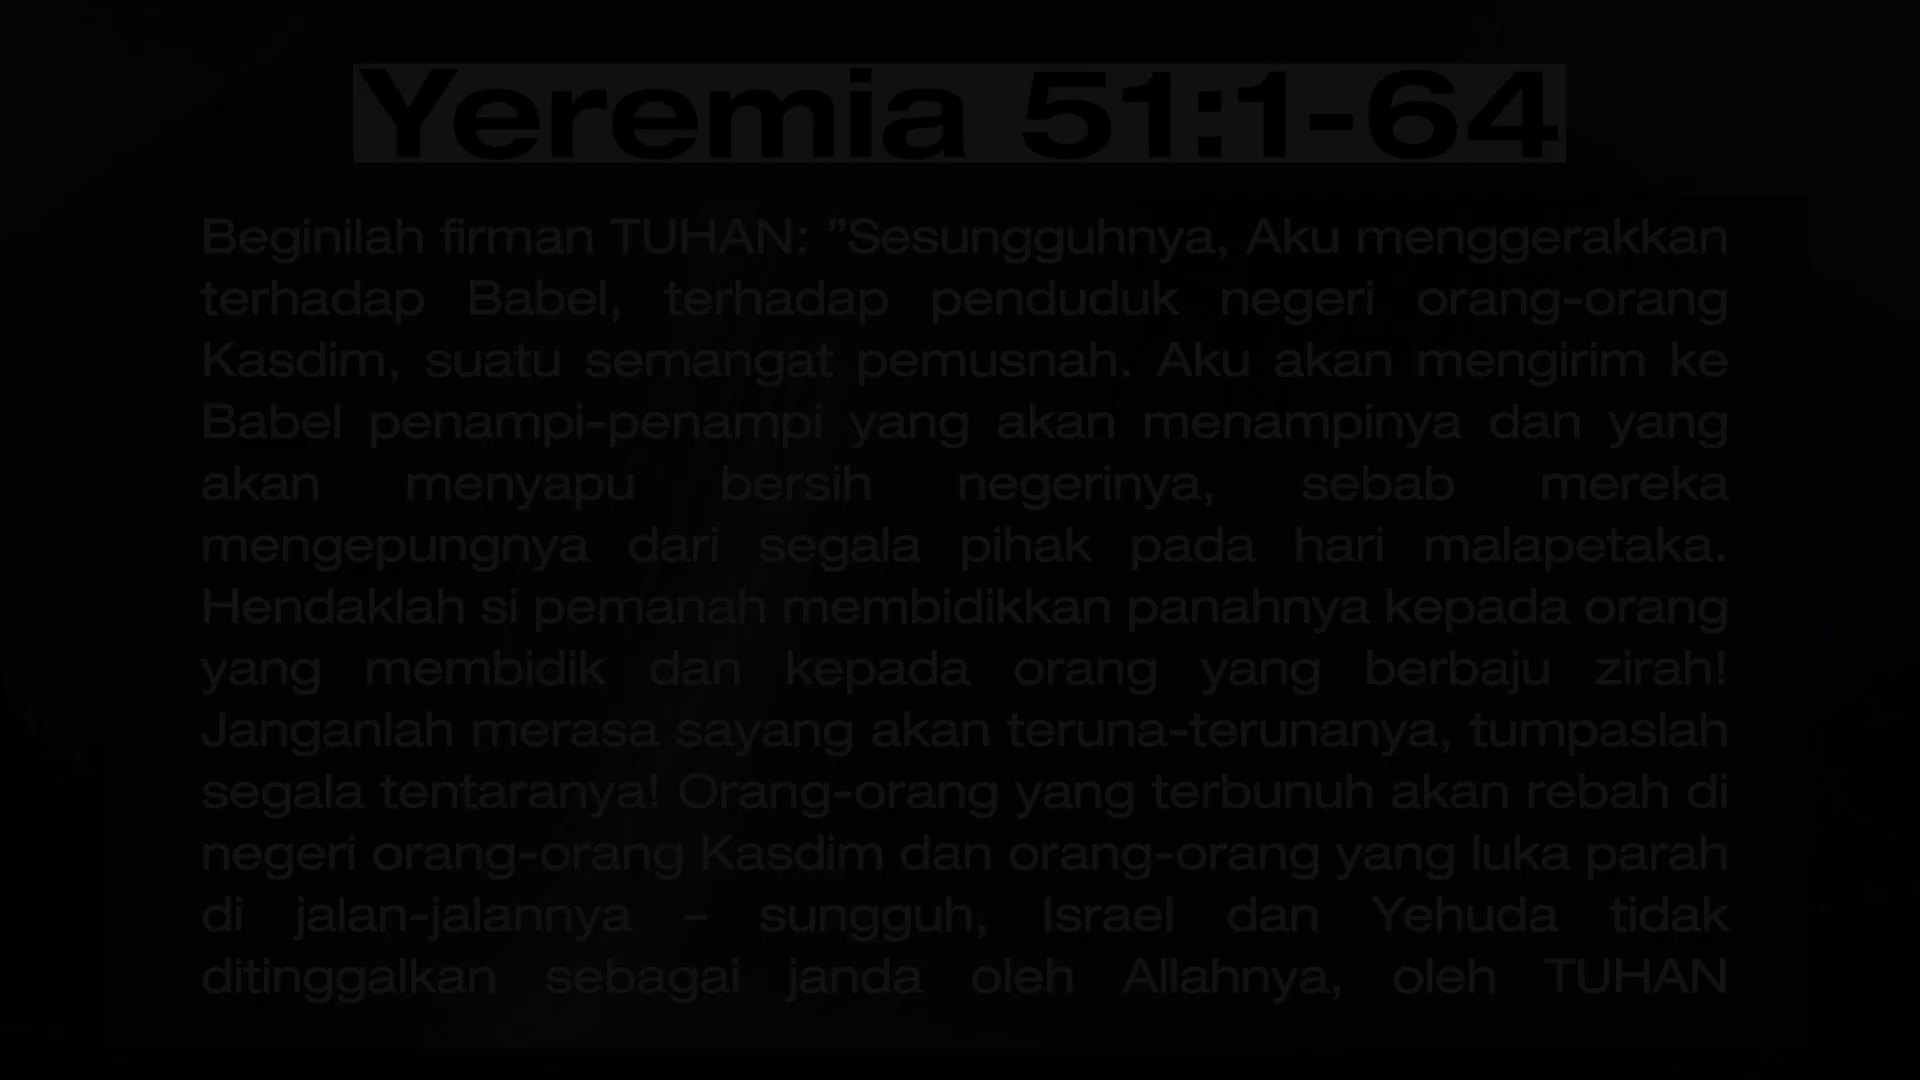 Yeremia 51:1-64
Beginilah firman TUHAN: ”Sesungguhnya, Aku menggerakkan
terhadap Babel, terhadap penduduk negeri orang-orang
Kasdim, suatu semangat pemusnah. Aku akan mengirim ke
Babel penampi-penampi yang akan menampinya dan yang
akan menyapu bersih negerinya, sebab mereka
mengepungnya dari segala pihak pada hari malapetaka.
Hendaklah si pemanah membidikkan panahnya kepada orang
yang membidik dan kepada orang yang berbaju zirah!
Janganlah merasa sayang akan teruna-terunanya, tumpaslah
segala tentaranya! Orang-orang yang terbunuh akan rebah di
negeri orang-orang Kasdim dan orang-orang yang luka parah
di jalan-jalannya – sungguh, Israel dan Yehuda tidak
ditinggalkan sebagai janda oleh Allahnya, oleh TUHAN